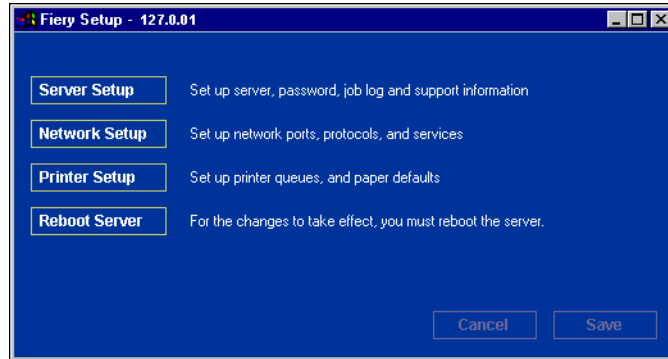 Fiery Setup - 127.0.01
Server Setup Set up server, password, job log and support information
Network Setup Set up network ports, protocols, and services
Printer Setup Set up printer queues, and paper defaults
Reboot Server For the changes to take effect, you must reboot the server.
Cancel Save